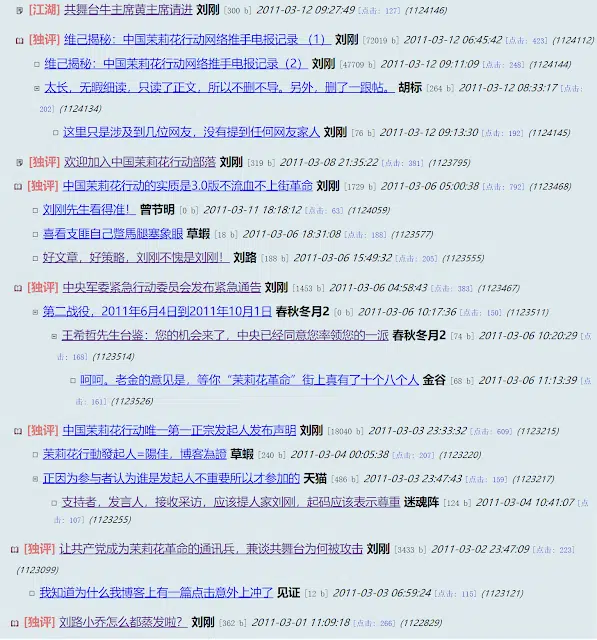 [江湖] 共舞台牛主席黄主席请进 刘刚 [300 b] 2011-03-12 09:27:49 [点击: 127] (1124146)
[独评] 维己揭秘：中国茉莉花行动网络推手电报记录 （1） 刘刚 [72019 b] 2011-03-12 06:45:42 [点击: 423] (1124112)
维己揭秘：中国茉莉花行动网络推手电报记录（2） 刘刚 [47709 b] 2011-03-12 09:11:09 [点击: 248] (1124144)
太长，无暇细读，只读了正文，所以不删不导。另外，删了一跟帖。 胡标 [264 b] 2011-03-12 08:33:17 [点击:
202] (1124134)
这里只是涉及到几位网友，没有提到任何网友家人 刘刚 [76 b] 2011-03-12 09:13:30 [点击: 192] (1124145)
[独评] 欢迎加入中国茉莉花行动部落 刘刚 [319 b] 2011-03-08 21:35:22 [点击: 381] (1123795)
[独评] 中国茉莉花行动的实质是3.0版不流血不上街革命 刘刚 [1729 b] 2011-03-06 05:00:38 [点击: 792] (1123468)
刘刚先生看得准！ 曾节明 [0 b] 2011-03-11 18:18:12 [点击: 63] (1124059)
喜看支匪自己蹩馬腿塞象眼 草蝦 [18 b] 2011-03-06 18:31:08 [点击: 188] (1123577)
好文章，好策略，刘刚不愧是刘刚！ 刘路 [188 b] 2011-03-06 15:49:32 [点击: 205] (1123555)
[独评] 中央军委紧急行动委员会发布紧急通告 刘刚 [1453 b] 2011-03-06 04:58:43 [点击: 383] (1123467)
第二战役，2011年6月4日到2011年10月1日 春秋冬月2 [0 b] 2011-03-06 10:17:36 [点击: 150] (1123511)
王希哲先生台鉴：您的机会来了，中央已经同意您率领您的一派 春秋冬月2 [74 b] 2011-03-06 10:20:29 [点
击: 168] (1123514)
呵呵。老金的意见是，等你“茉莉花革命”街上真有了十个八个人 金谷 [68 b] 2011-03-06 11:13:39 [点
击: 161] (1123526)
[独评] 中国茉莉花行动唯一第一正宗发起人发布声明 刘刚 [18040 b] 2011-03-03 23:33:32 [点击: 609] (1123215)
茉莉花行動發起人=陽佳，博客為證 草蝦 [240 b] 2011-03-04 00:05:38 [点击: 207] (1123220)
正因为参与者认为谁是发起人不重要所以才参加的 天猫 [486 b] 2011-03-03 23:47:43 [点击: 159] (1123217)
支持者，发言人，接收采访，应该提人家刘刚，起码应该表示尊重 迷魂阵 [124 b] 2011-03-04 10:41:07 [点
击: 107] (1123255)
[独评] 让共产党成为茉莉花革命的通讯兵，兼谈共舞台为何被攻击 刘刚 [3433 b] 2011-03-02 23:47:09 [点击: 223]
(1123099)
我知道为什么我博客上有一篇点击意外上冲了 见证 [12 b] 2011-03-03 06:59:24 [点击: 115] (1123121)
[独评] 刘路小乔怎么都蒸发啦？ 刘刚 [362 b] 2011-03-01 11:09:18 [点击: 266] (1122829)